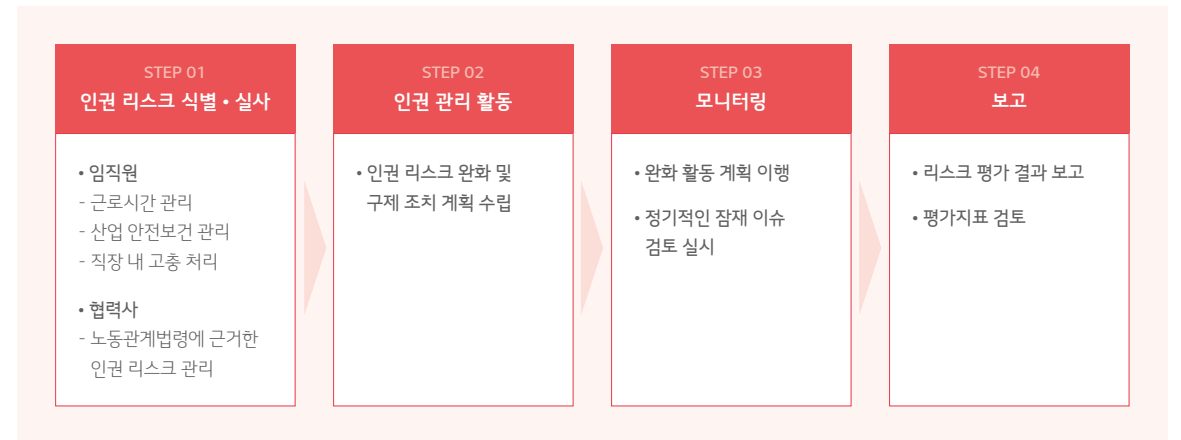 STEP 01
인권 리스크 식별 • 실사
• 임직원
- 근로시간 관리
- 산업 안전보건 관리
- 직장 내 고충 처리
• 협력사
- 노동관계법령에 근거한
인권 리스크 관리
STEP 02
인권 관리 활동
• 인권 리스크 완화 및
구제 조치 계획 수립
STEP 03
모니터링
• 완화 활동 계획 이행
• 정기적인 잠재 이슈
검토 실시
STEP 04
보고
• 리스크 평가 결과 보고
• 평가지표 검토